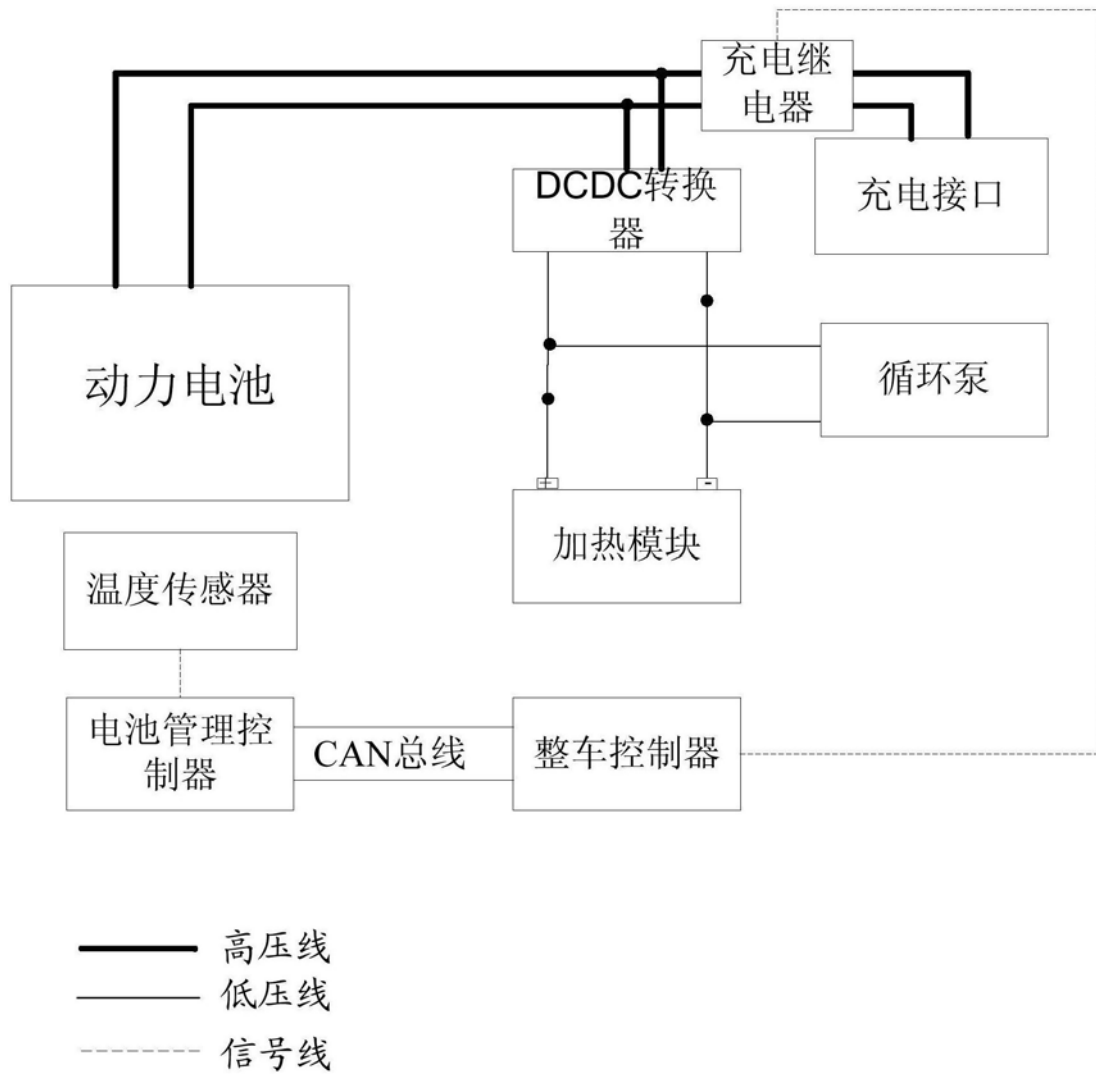 充电继
电器
DCDC转换
器
充电接口
动力电池
循环泵
+
-
加热模块
温度传感器
电池管理控
制器
CAN总线
整车控制器
高压线
低压线
信号线